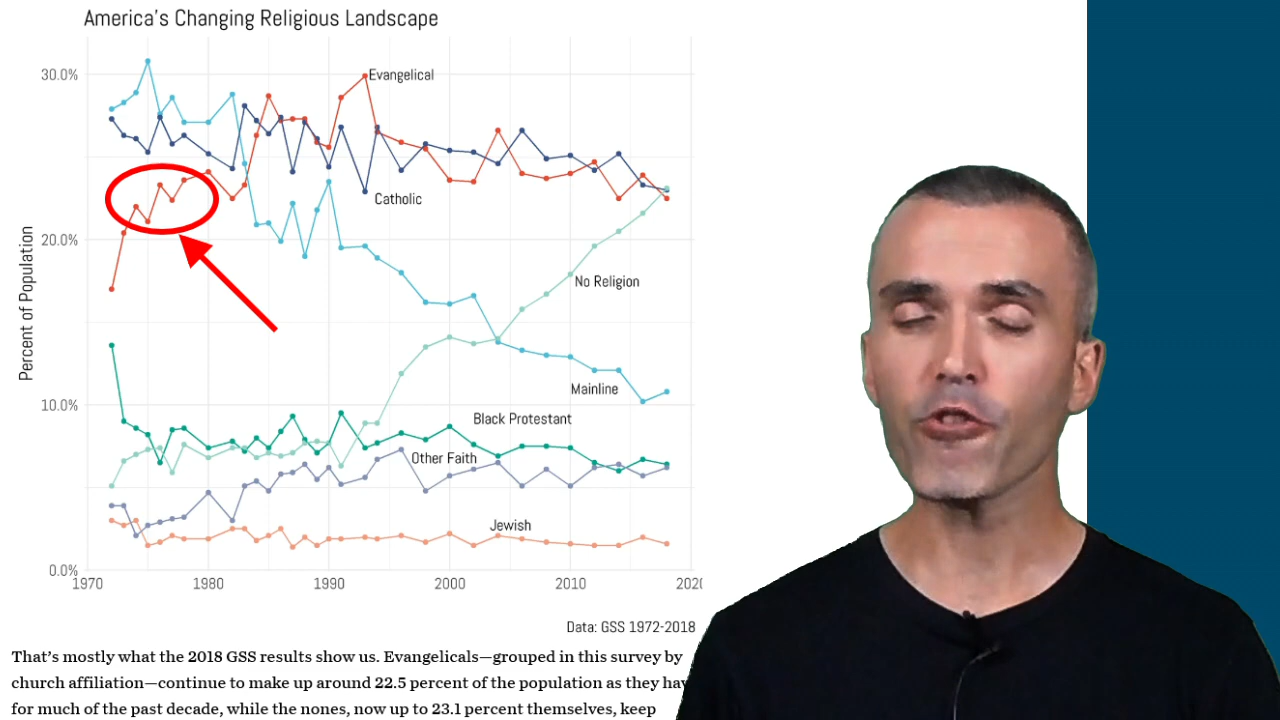 America's Changing Religious Landscape
30.0%
Evangelical
Catholic
20.0%
Percent of Population
No Religion
Mainline
10.0%
Black Protestant
Other Faith
Jewish
0.0%
1970 1980 1990 2000 2010
Data: GSS 1972-2018
That's mostly what the 2018 GSS results show us. Evangelicals—grouped in this survey by
church affiliation—continue to make up around 22.5 percent of the population as they
for much of the past decade, while the nones, now up to 23.1 percent themselves, keep